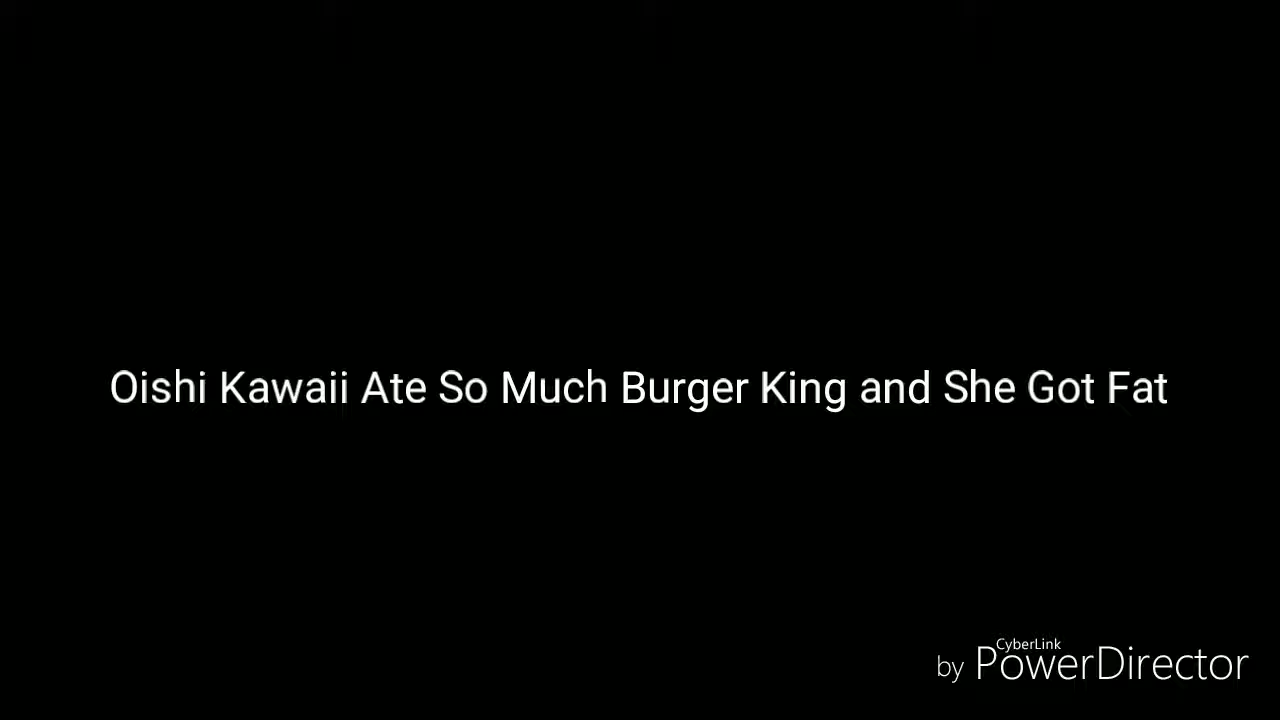 Oishi Kawaii Ate So Much Burger King and She Got Fat
CyberLink
by PowerDirector